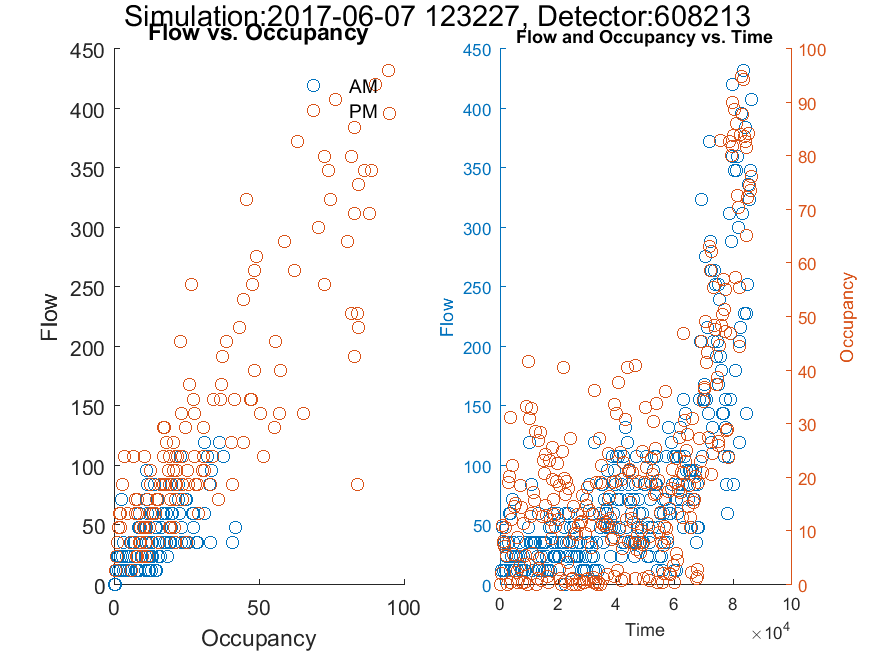 Simulation:2017-06-07 123227, Detector:608213
Flow vs. Occupancy
AM
PM
Flow
450
400
350
300
250
200
150
100
50
0
0 50 100
Occupancy
Flow and Occupancy vs. Time
Flow
450
400
350
300
250
200
150
100
50
0
0 2 4 6 8 10
×10⁴
Time
100
90
80
70
60
50
40
30
20
10
0
Occupancy